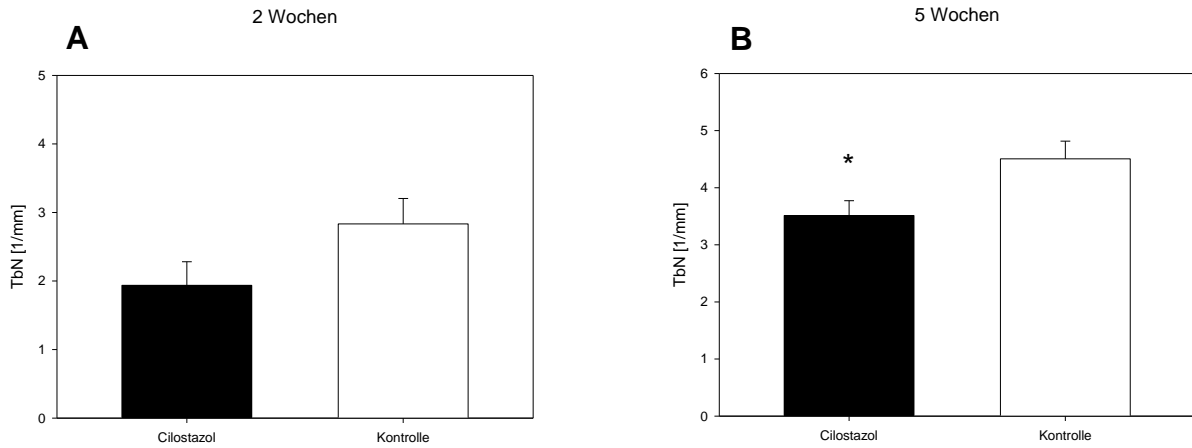 2 Wochen
A
TbN [1/mm]
5
4
3
2
1
0
Cilostazol Kontrolle
5 Wochen
B
TbN [1/mm]
6
5
4
3
2
1
0
*
Cilostazol Kontrolle